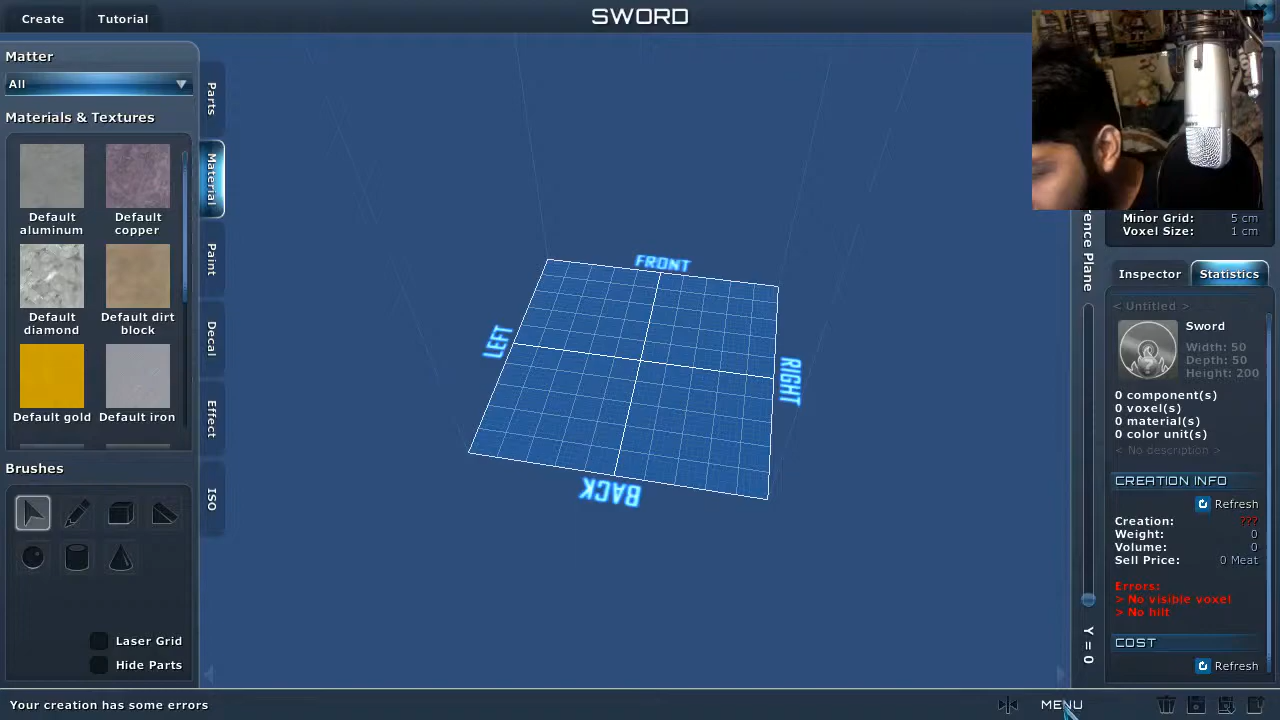 Create
Tutorial
SWORD
Matter
All
Materials & Textures
Default aluminum
Default copper
Default diamond
Default dirt block
Default gold
Default iron
Brushes
Laser Grid
Hide Parts
Parts
Material
Paint
Decal
Effect
ISO
FRONT
LEFT
RIGHT
BACK
ence Plane
Y = 0
Minor Grid: 5 cm
Voxel Size: 1 cm
Inspector
Statistics
< Untitled >
Sword
Width: 50
Depth: 50
Height: 200
0 component(s)
0 voxel(s)
0 material(s)
0 color unit(s)
< No description >
CREATION INFO
Refresh
Creation: ???
Weight: 0
Volume: 0
Sell Price: 0 Meat
Errors:
> No visible voxel
> No hilt
COST
Refresh
Your creation has some errors
MENU